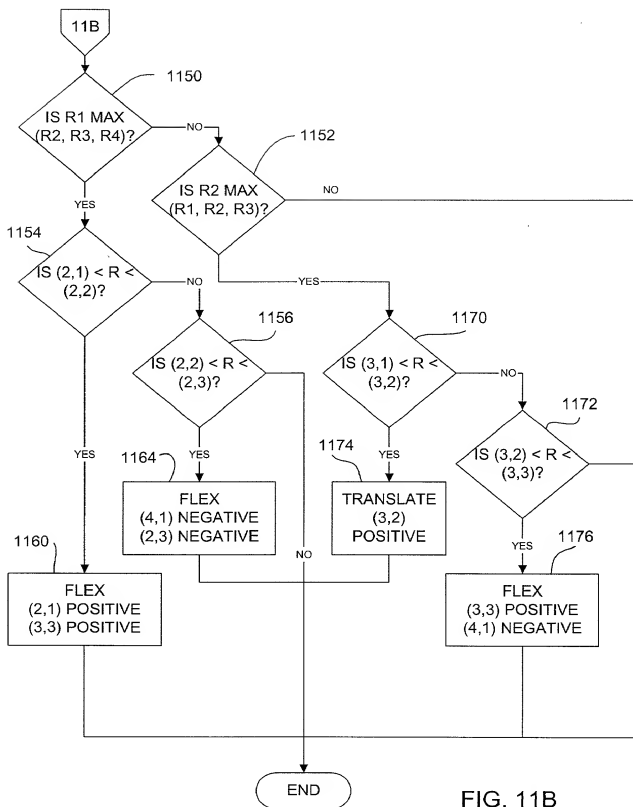 11B
1150
IS R1 MAX
(R2, R3, R4)?
NO
1152
IS R2 MAX
(R1, R2, R3)?
NO
YES
1154
IS (2,1) < R <
(2,2)?
NO
YES
1156
IS (2,2) < R <
(2,3)?
1170
IS (3,1) < R <
(3,2)?
NO
1172
IS (3,2) < R <
(3,3)?
YES
YES
YES
1164
FLEX
(4,1) NEGATIVE
(2,3) NEGATIVE
1174
TRANSLATE
(3,2)
POSITIVE
NO
YES
1160
FLEX
(2,1) POSITIVE
(3,3) POSITIVE
1176
FLEX
(3,3) POSITIVE
(4,1) NEGATIVE
END
FIG. 11B